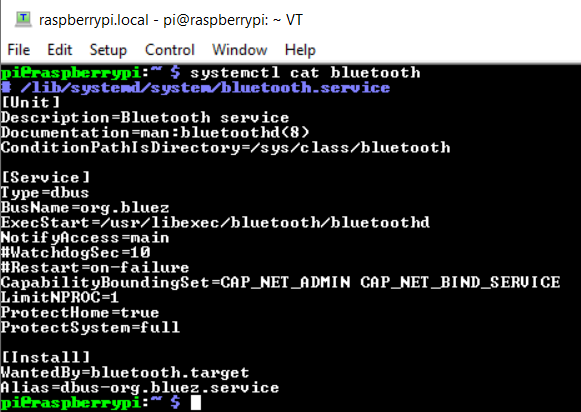 raspberrypi.local - pi@raspberrypi: ~ VT
File Edit Setup Control Window Help
pi@raspberrypi:~ $ systemctl cat bluetooth
# /lib/systemd/system/bluetooth.service
[Unit]
Description=Bluetooth service
Documentation=man:bluetoothd(8)
ConditionPathIsDirectory=/sys/class/bluetooth

[Service]
Type=dbus
BusName=org.bluez
ExecStart=/usr/libexec/bluetooth/bluetoothd
NotifyAccess=main
#WatchdogSec=10
#Restart=on-failure
CapabilityBoundingSet=CAP_NET_ADMIN CAP_NET_BIND_SERVICE
LimitNPROC=1
ProtectHome=true
ProtectSystem=full

[Install]
WantedBy=bluetooth.target
Alias=dbus-org.bluez.service
pi@raspberrypi:~ $